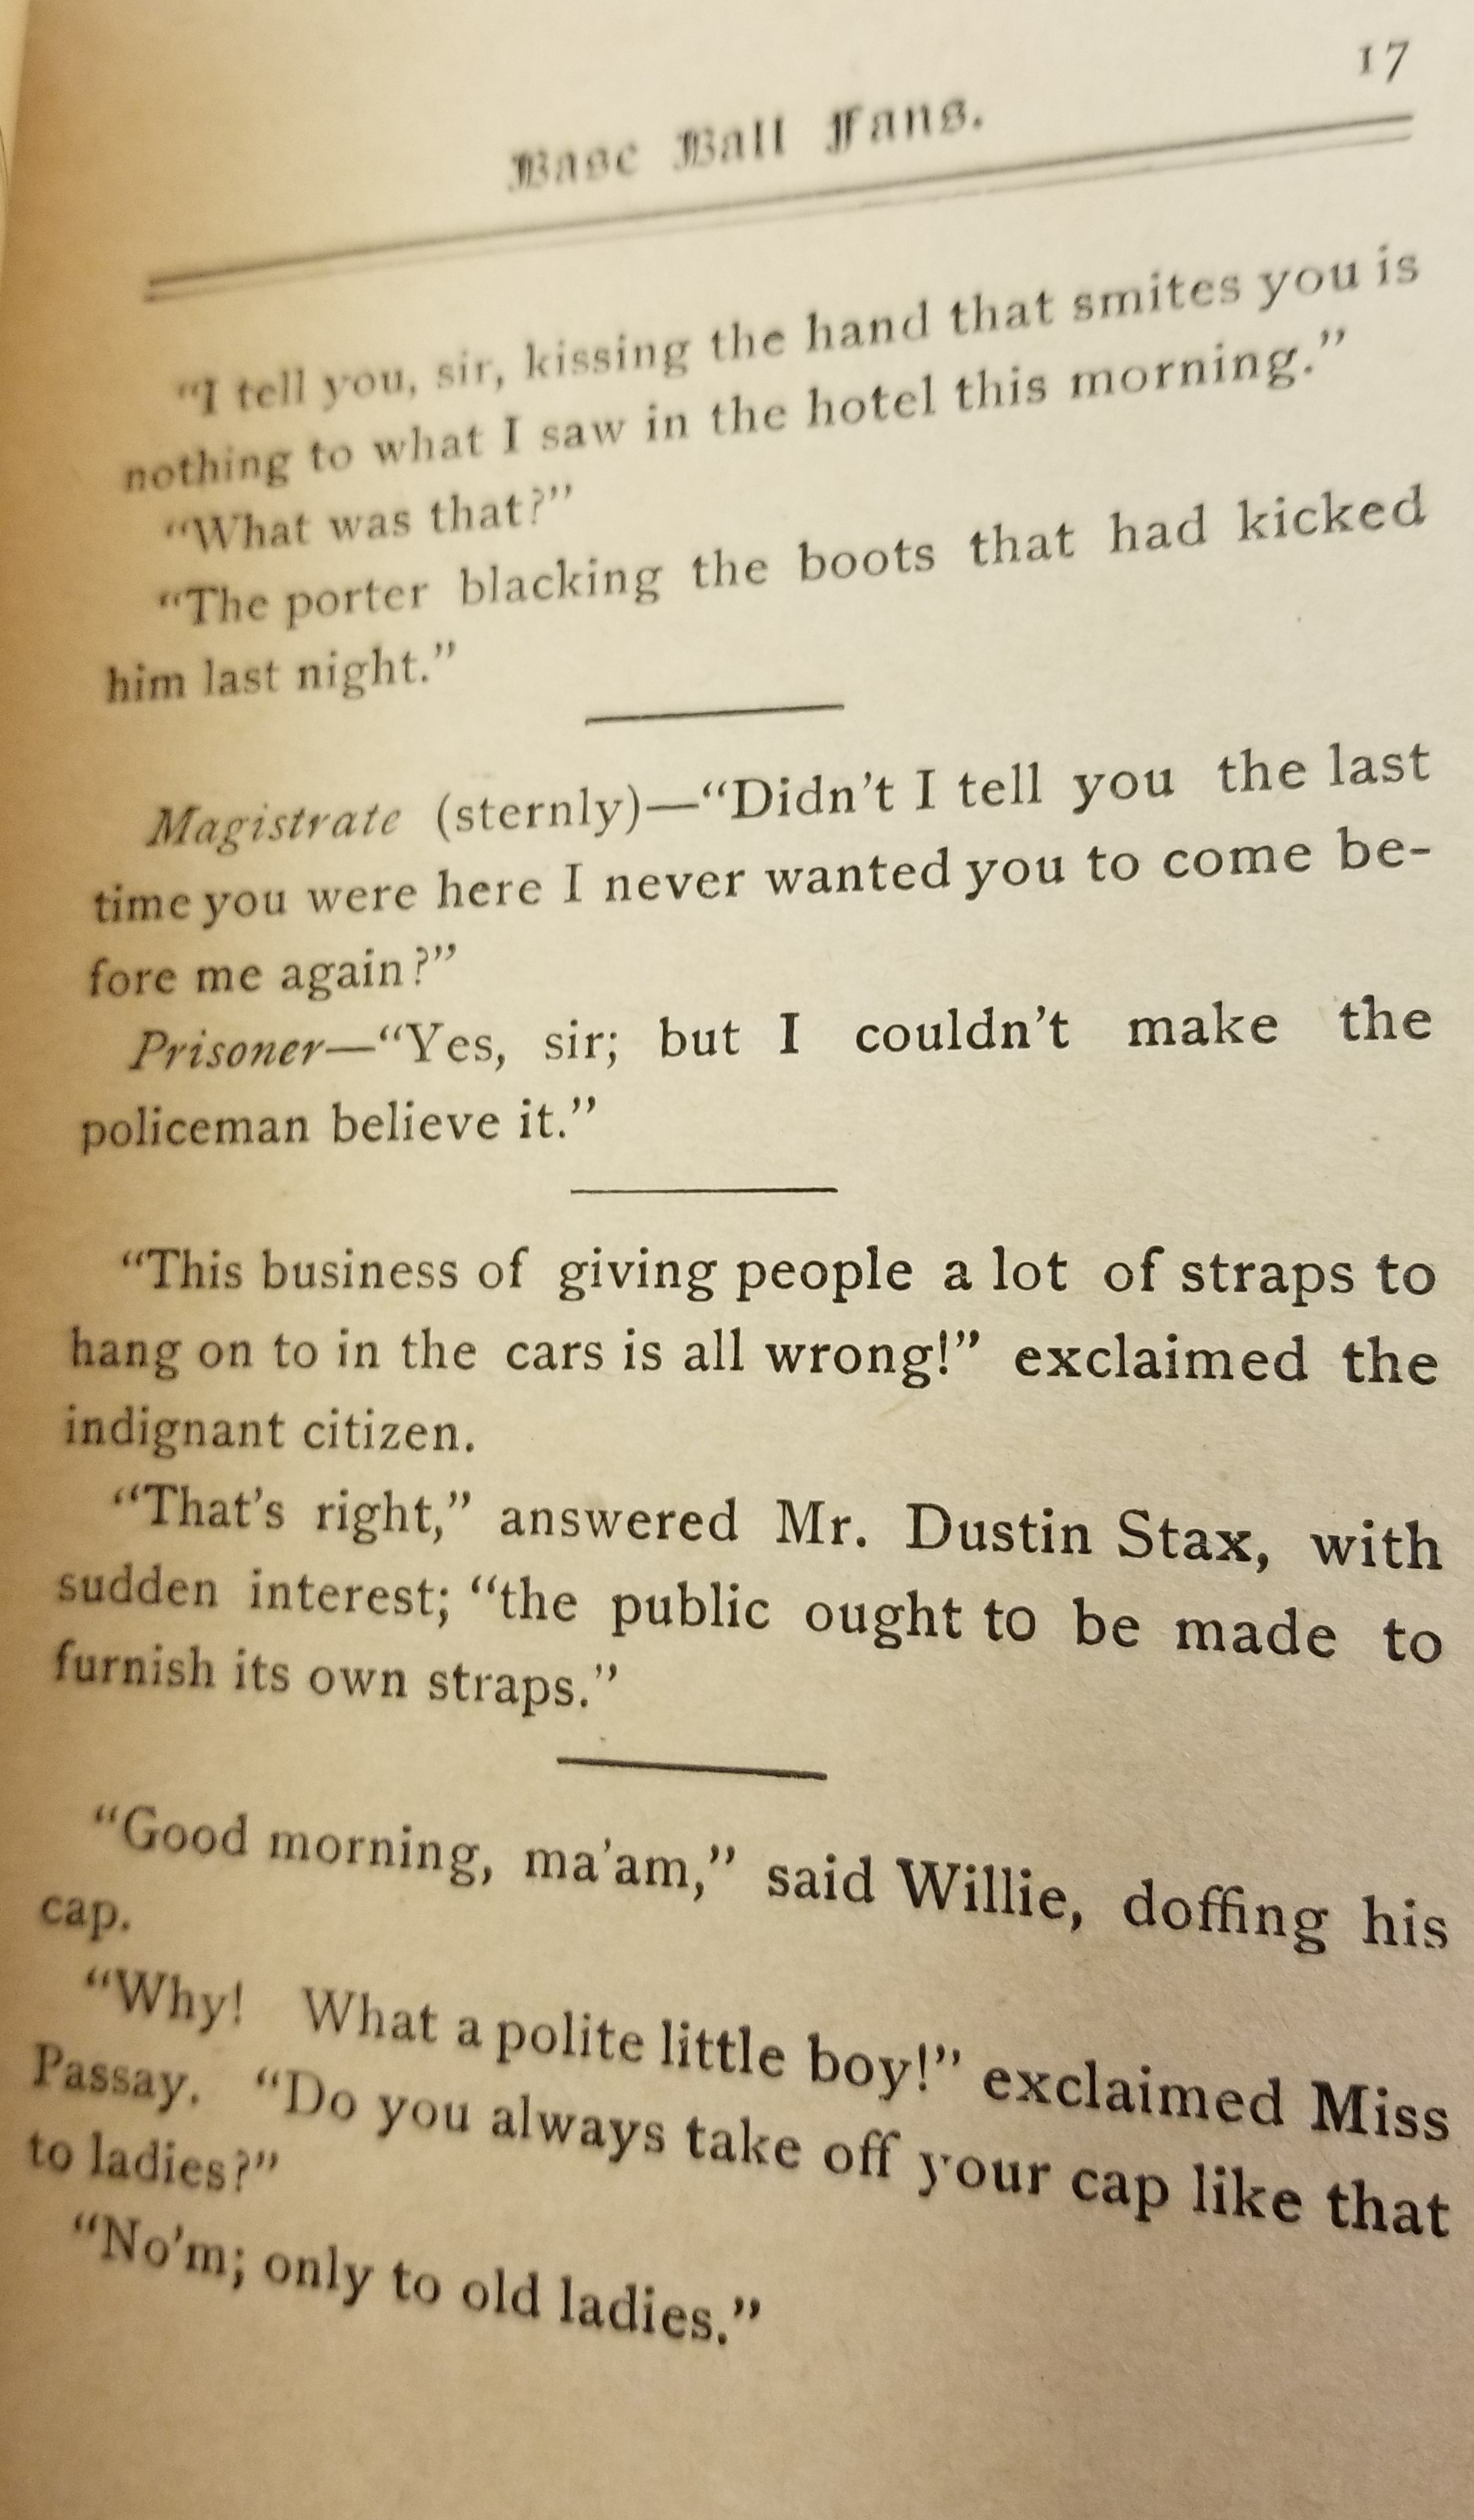 17
Base Ball Fans.
“I tell you, sir, kissing the hand that smites you is
nothing to what I saw in the hotel this morning.”
“What was that?”
“The porter blacking the boots that had kicked
him last night.”
Magistrate (sternly)—“Didn’t I tell you the last
time you were here I never wanted you to come be-
fore me again?”
Prisoner—“Yes, sir; but I couldn’t make the
policeman believe it.”
“This business of giving people a lot of straps to
hang on to in the cars is all wrong!” exclaimed the
indignant citizen.
“That’s right,” answered Mr. Dustin Stax, with
sudden interest; “the public ought to be made to
furnish its own straps.”
“Good morning, ma’am,” said Willie, doffing his
cap.
“Why! What a polite little boy!” exclaimed Miss
Passay. “Do you always take off your cap like that
to ladies?”
“No’m; only to old ladies.”